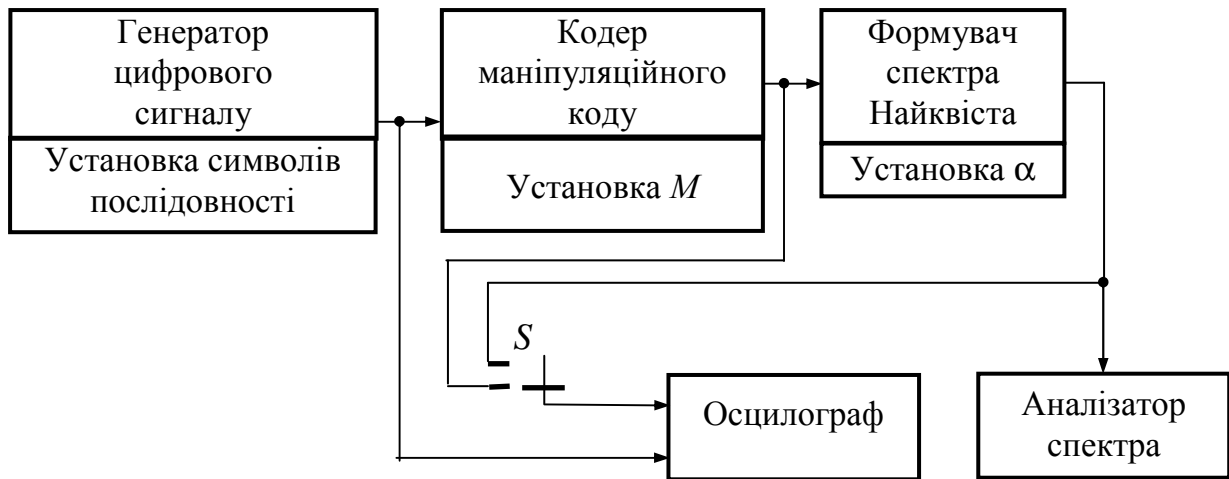 Генератор
цифрового
сигналу
Установка символів
послідовності
Кодер
маніпуляційного
коду
Установка M
Формувач
спектра
Найквіста
Установка α
S
Осцилограф
Аналізатор
спектра